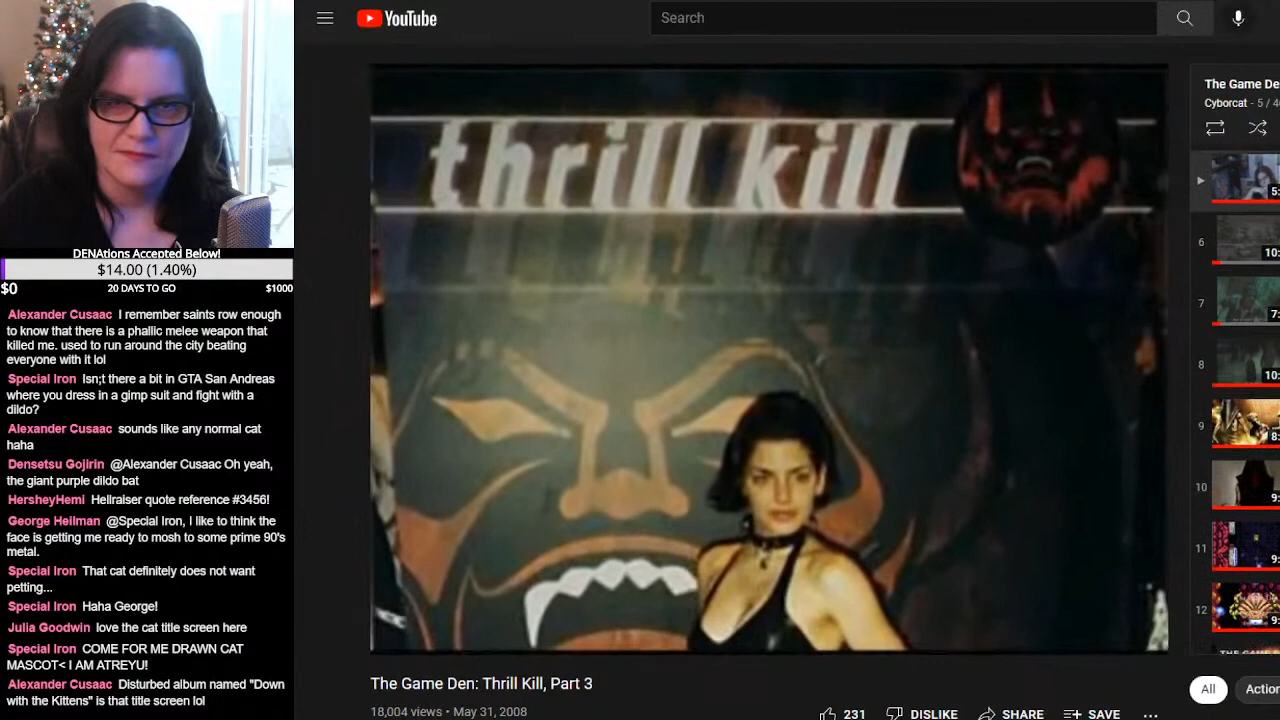 YouTube
Search
thrill kill
The Game De
Cyborcat - 5 / 4
5:
6
10:
7
7:
8
10:
9
8:
10
9:
11
9:
12
9:
The Game Den: Thrill Kill, Part 3
18,004 views • May 31, 2008
231
DISLIKE
SHARE
SAVE
All
Action
DENAtions Accepted Below!
$14.00 (1.40%)
$0
20 DAYS TO GO
$1000
Alexander Cusaac I remember saints row enough
to know that there is a phallic melee weapon that
killed me. used to run around the city beating
everyone with it lol
Special Iron Isn;t there a bit in GTA San Andreas
where you dress in a gimp suit and fight with a
dildo?
Alexander Cusaac sounds like any normal cat
haha
Densetsu Gojirin @Alexander Cusaac Oh yeah,
the giant purple dildo bat
HersheyHemi Hellraiser quote reference #3456!
George Heilman @Special Iron, I like to think the
face is getting me ready to mosh to some prime 90's
metal.
Special Iron That cat definitely does not want
petting...
Special Iron Haha George!
Julia Goodwin love the cat title screen here
Special Iron COME FOR ME DRAWN CAT
MASCOT< I AM ATREYU!
Alexander Cusaac Disturbed album named "Down
with the Kittens" is that title screen lol